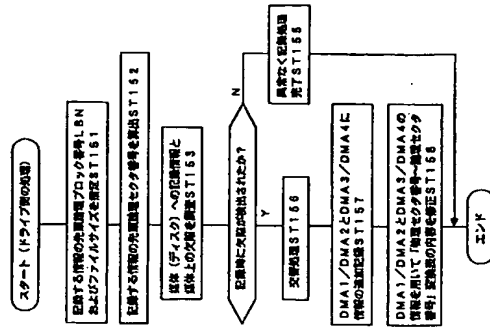 スタート(ドライブ側の処理)
記録する情報の先頭論理ブロック番号LBN
およびファイルサイズを指定ST151
記録する情報の先頭論理セクタ番号を算出ST152
媒体(ディスク)への記録情報と
媒体上の欠陥を調査ST153
記録時に欠陥が検出されたか?
N
Y
異常なく記録処理
完了ST155
交替処理ST156
DMA1/DMA2とDMA3/DMA4に
情報の追加記録ST157
DMA1/DMA2とDMA3/DMA4の
情報を用いて「物理セクタ番号〜論理セクタ
番号」変換表の内容を修正ST158
エンド